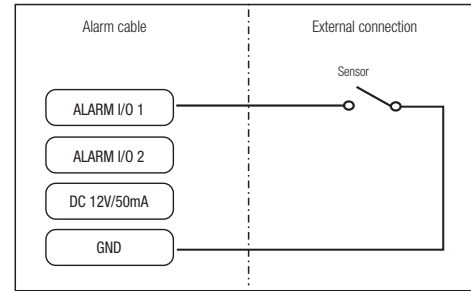 Alarm cable
External connection
Sensor
ALARM I/O 1
ALARM I/O 2
DC 12V/50mA
GND